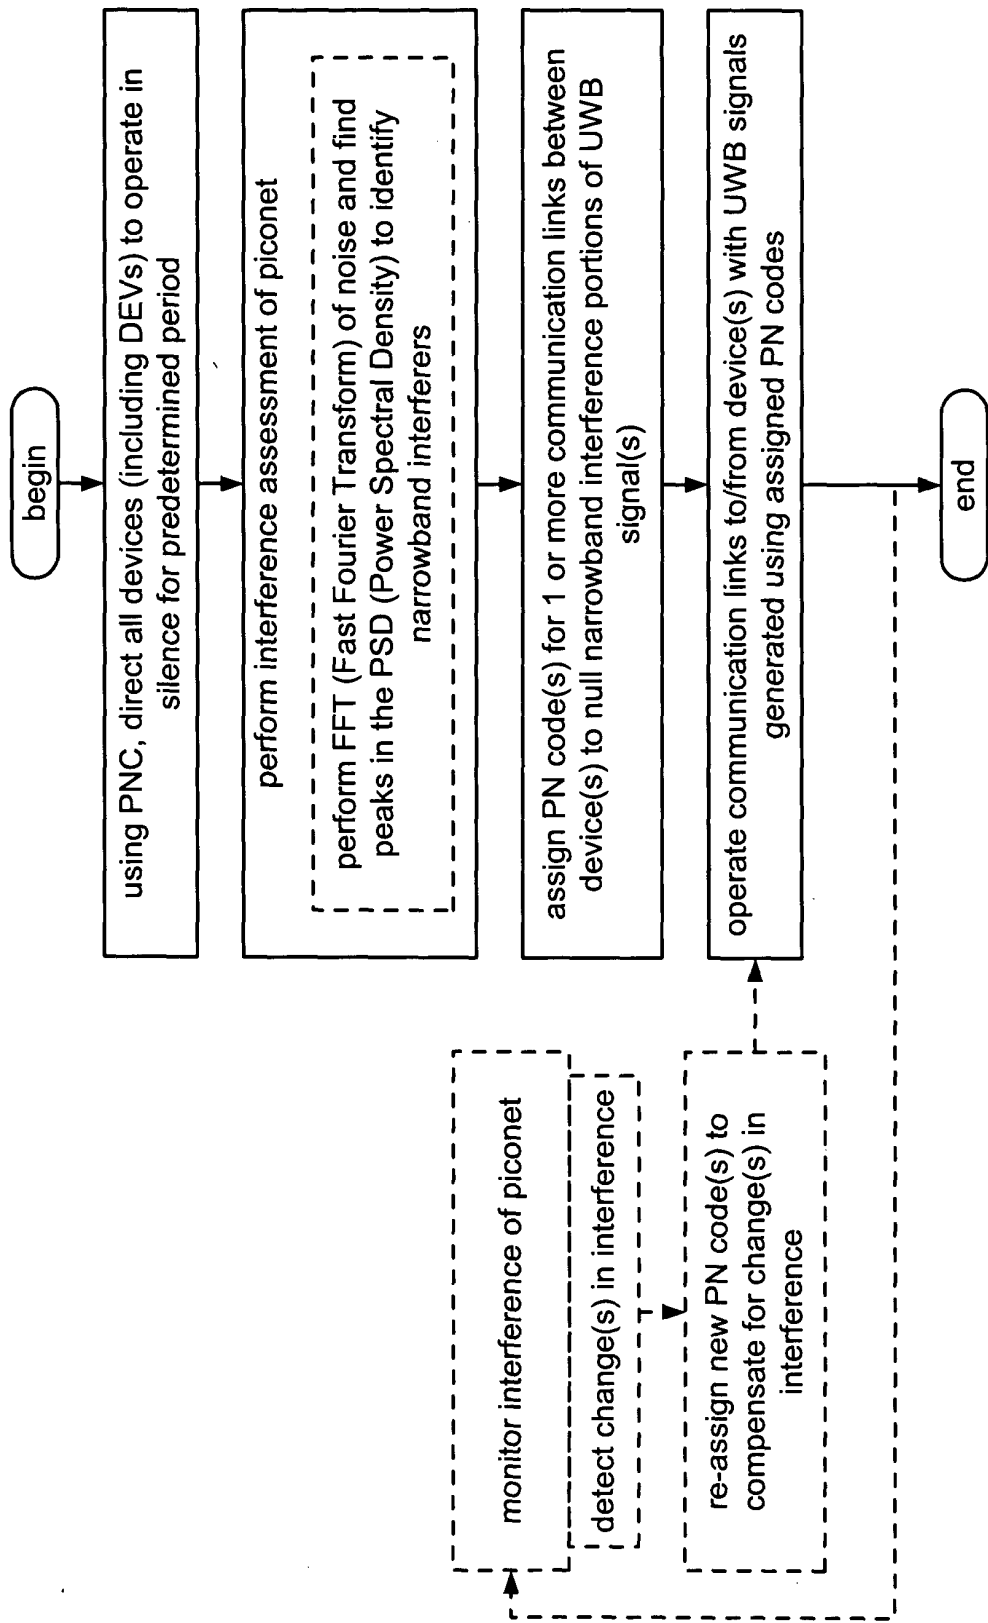 begin
using PNC, direct all devices (including DEVs) to operate in
silence for predetermined period
perform interference assessment of piconet
perform FFT (Fast Fourier Transform) of noise and find
peaks in the PSD (Power Spectral Density) to identify
narrowband interferers
assign PN code(s) for 1 or more communication links between
device(s) to null narrowband interference portions of UWB
signal(s)
operate communication links to/from device(s) with UWB signals
generated using assigned PN codes
end
monitor interference of piconet
detect change(s) in interference
re-assign new PN code(s) to
compensate for change(s) in
interference